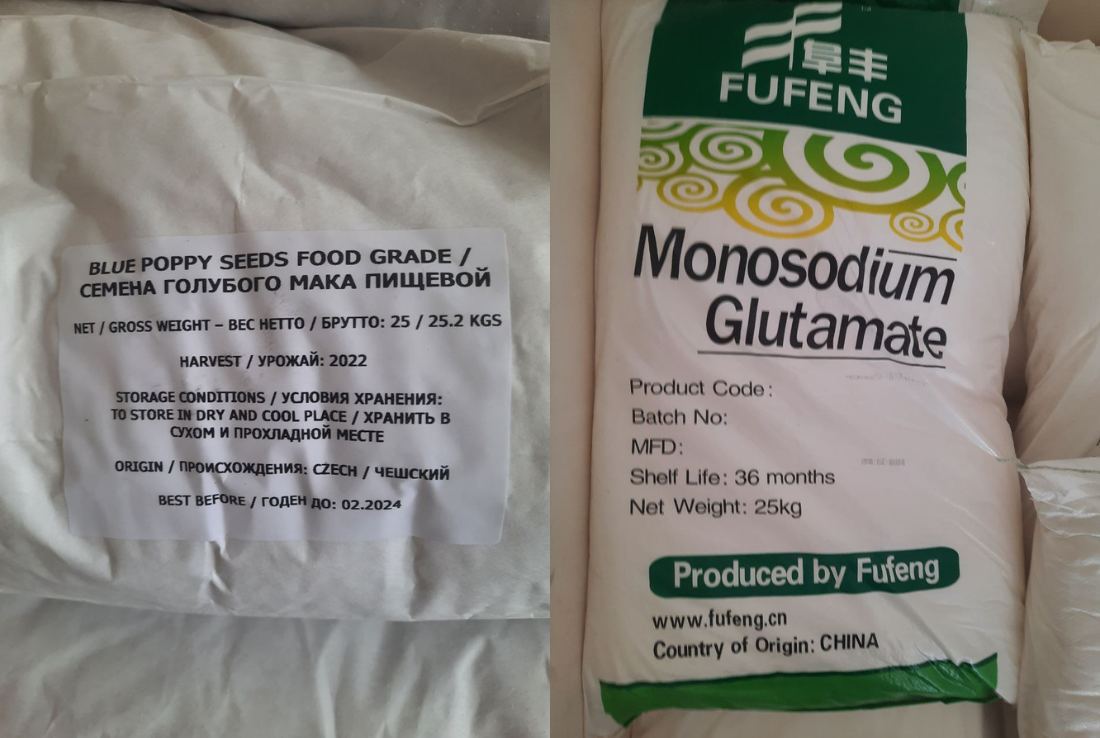 BLUE POPPY SEEDS FOOD GRADE /
СЕМЕНА ГОЛУБОГО МАКА ПИЩЕВОЙ
NET / GROSS WEIGHT – ВЕС НЕТТО / БРУТТО: 25 / 25.2 KGS
HARVEST / УРОЖАЙ: 2022
STORAGE CONDITIONS / УСЛОВИЯ ХРАНЕНИЯ:
TO STORE IN DRY AND COOL PLACE / ХРАНИТЬ В
СУХОМ И ПРОХЛАДНОЙ МЕСТЕ
ORIGIN / ПРОИСХОЖДЕНИЯ: CZECH / ЧЕШСКИЙ
BEST BEFORE / ГОДЕН ДО: 02.2024
阜丰
FUFENG
Monosodium
Glutamate
Product Code:
Batch No:
MFD:
Shelf Life: 36 months
Net Weight: 25kg
Produced by Fufeng
www.fufeng.cn
Country of Origin: CHINA